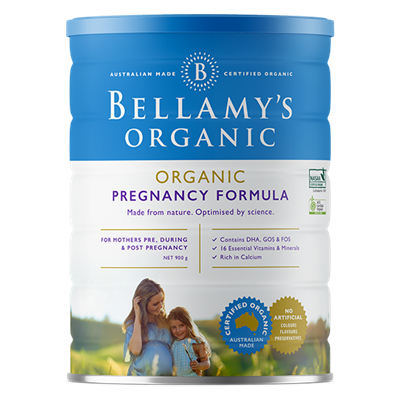 AUSTRALIAN MADE B CERTIFIED ORGANIC
BELLAMY'S
ORGANIC
ORGANIC
PREGNANCY FORMULA
Made from nature. Optimised by science.
FOR MOTHERS PRE, DURING
& POST PREGNANCY
NET 900 g
✓ Contains DHA, GOS & FOS
✓ 16 Essential Vitamins & Minerals
✓ Rich in Calcium
NASAA
CERTIFIED ORGANIC
AUSTRALIAN
MADE
NO
ARTIFICIAL
COLOURS
FLAVOURS
PRESERVATIVES